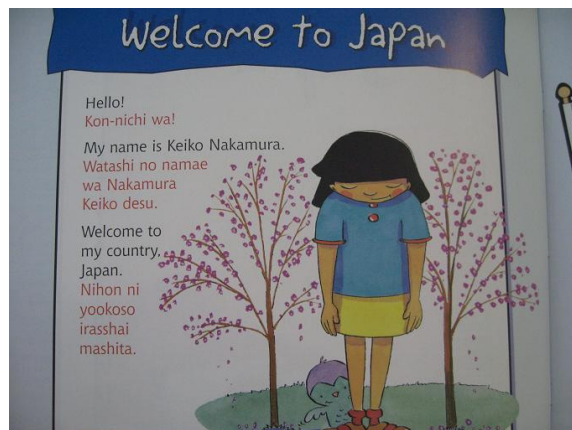 Welcome to Japan
Hello!
Kon-nichi wa!
My name is Keiko Nakamura.
Watashi no namae
wa Nakamura
Keiko desu.
Welcome to
my country,
Japan.
Nihon ni
yookoso
irasshai
mashita.